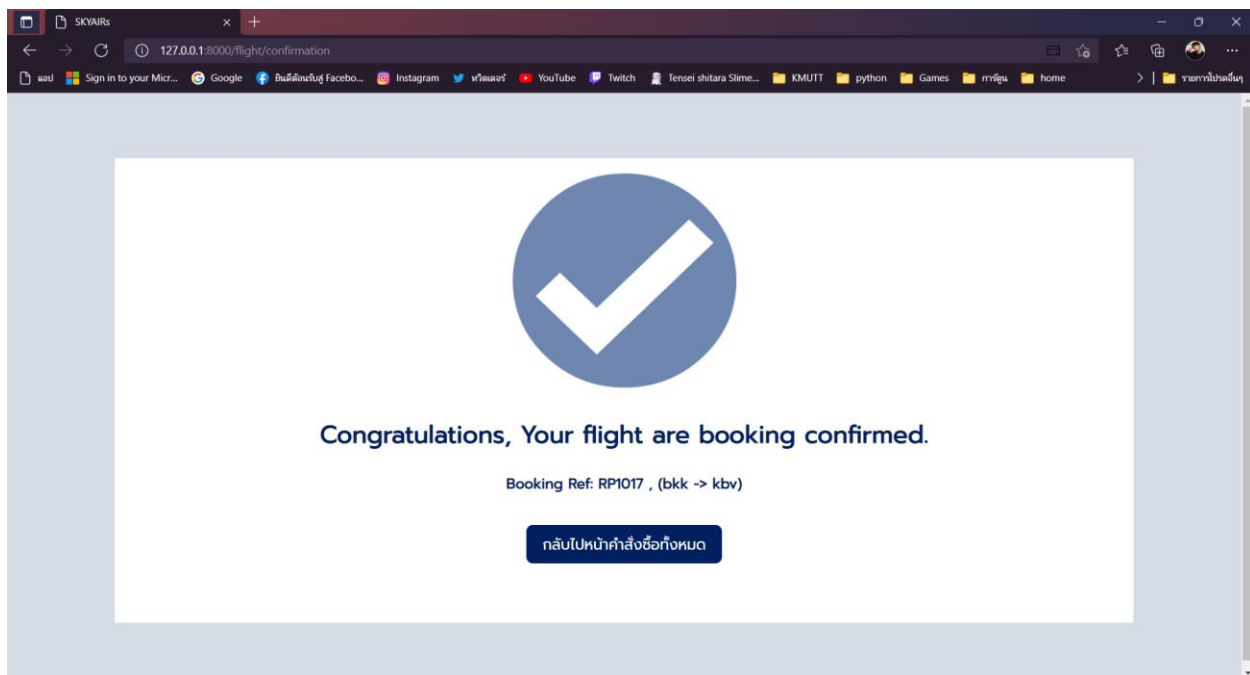 SKYAIRs
127.0.0.1:8000/flight/confirmation
แอป Sign in to your Micr... Google ยินดีต้อนรับสู่ Facebo... Instagram ทวิตเตอร์ YouTube Twitch Tensei shitara Slime... KMUTT python Games การ์ตูน home รายการโปรดอื่นๆ
Congratulations, Your flight are booking confirmed.
Booking Ref: RP1017 , (bkk -> kbv)
กลับไปหน้าคำสั่งซื้อทั้งหมด